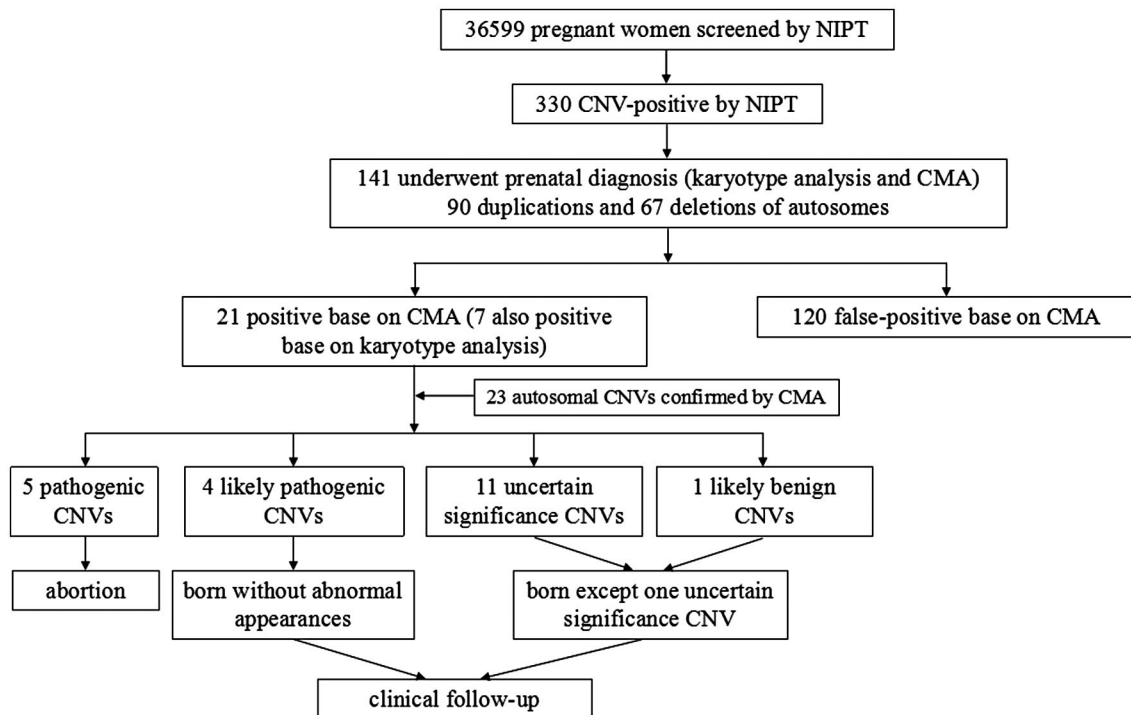 36599 pregnant women screened by NIPT
330 CNV-positive by NIPT
141 underwent prenatal diagnosis (karyotype analysis and CMA)
90 duplications and 67 deletions of autosomes
21 positive base on CMA (7 also positive
base on karyotype analysis)
120 false-positive base on CMA
23 autosomal CNVs confirmed by CMA
5 pathogenic
CNVs
4 likely pathogenic
CNVs
11 uncertain
significance CNVs
1 likely benign
CNVs
abortion
born without abnormal
appearances
born except one uncertain
significance CNV
clinical follow-up